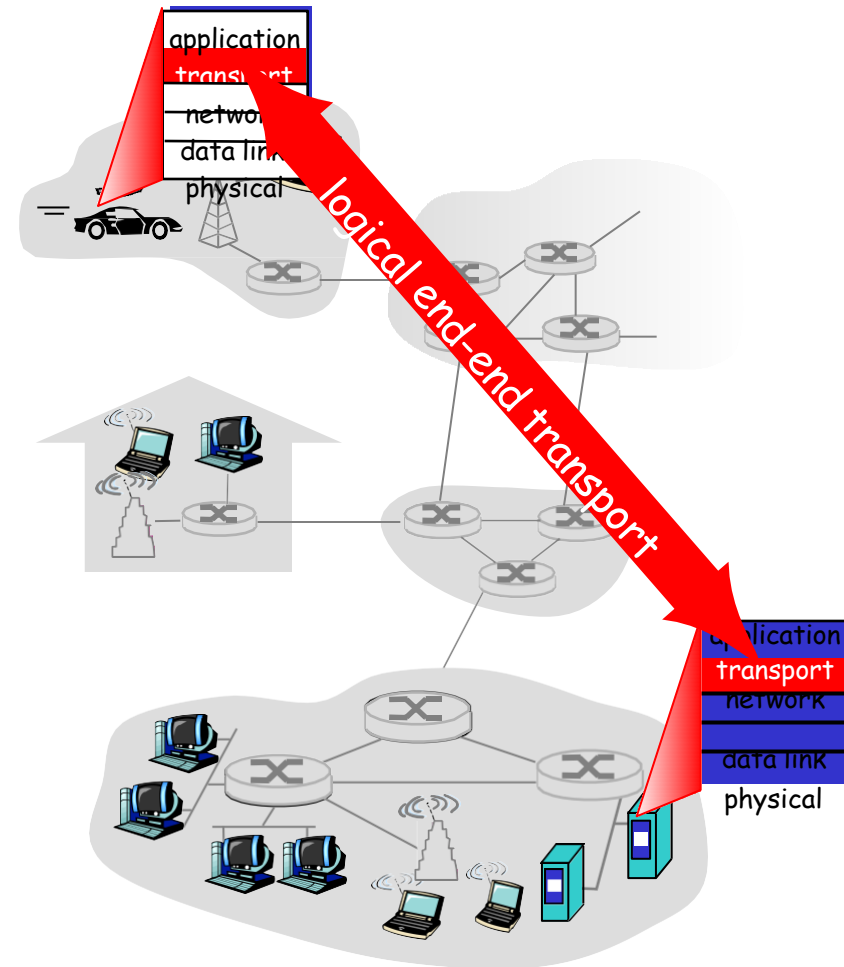 application
transport
network
data link
physical
logical end-end transport
application
transport
network
data link
physical